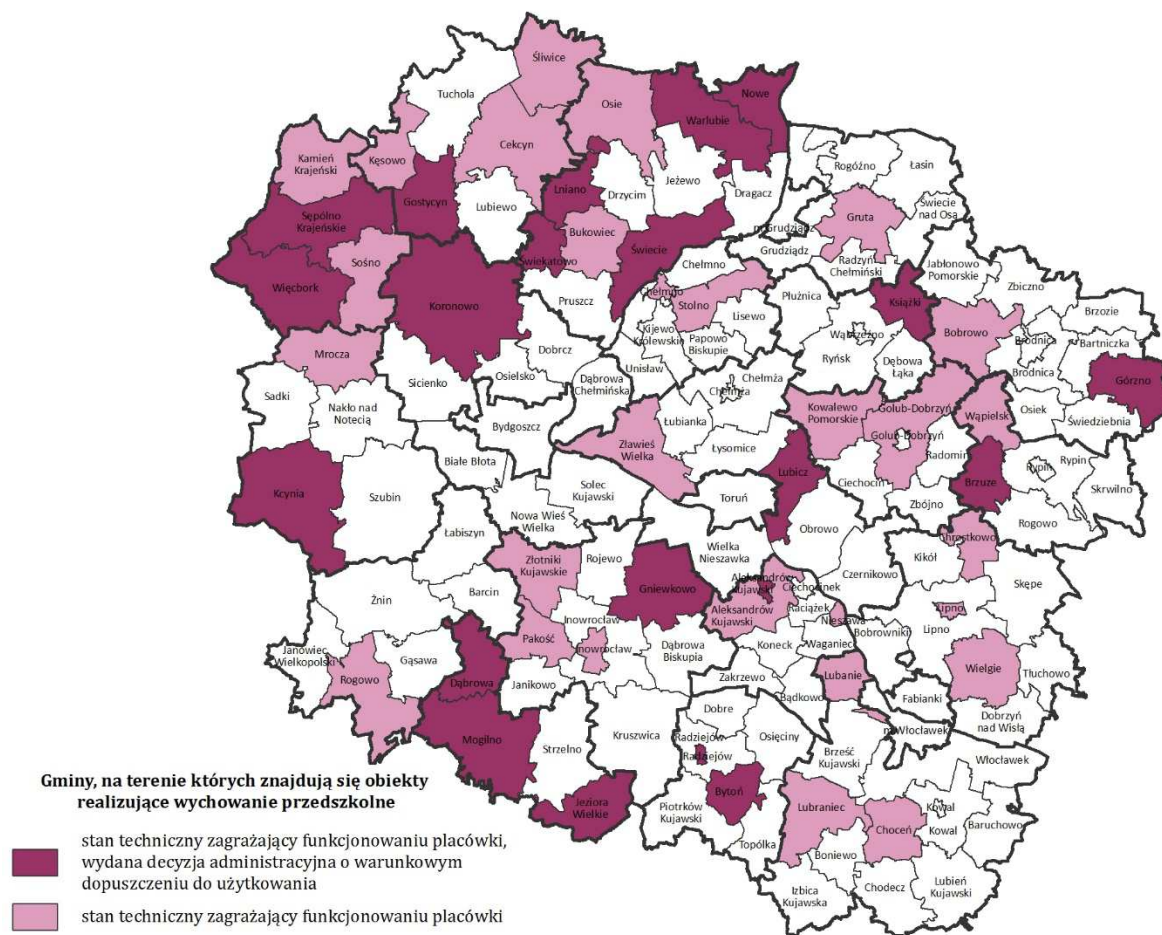 Śliwice
Tuchola
Nowe
Osie
Warlubie
Cekcyn
Kamień
Krajeński
Kęsowo
Rogóźno
Łasin
Lniano
Jeżewo
Drzycim
Dragacz
Gostycyn
Lubiewo
Sępólno
Krajeńskie
Świecie
nad Osą
Gruta
m.Grudziądz
Bukowiec
Świecie
Grudziądz
Świekatowo
Sośno
Radzyń
Chełmiński
Jabłonowo
Pomorskie
Chełmno
Więcbork
Koronowo
Zbiczno
Chełmno
Stolno
Płużnica
Książki
Pruszcz
Lisewo
Brzozie
Bobrowo
Kijewo
Królewskie
Papowo
Biskupie
Wąbrzeźno
Brodnica
Bartniczka
Mrocza
Dobrcz
Ryńsk
Dębowa
Łąka
Unisław
Brodnica
Sicienko
Osielsko
Dąbrowa
Chełmińska
Chełmża
Chełmża
Górzno
Sadki
Nakło nad
Notecią
Kowalewo
Pomorskie
Golub-Dobrzyń
Wąpielsk
Osiek
Świedziebnia
Łubianka
Bydgoszcz
Zławieś
Wielka
Łysomice
Golub-Dobrzyń
Radomin
Białe Błota
Lubicz
Ciechocin
Brzuze
Rypin
Rypin
Skrwilno
Kcynia
Szubin
Solec
Kujawski
Toruń
Zbójno
Nowa Wieś
Wielka
Obrowo
Rogowo
Łabiszyn
Wielka
Nieszawka
Chrostkowo
Złotniki
Kujawskie
Rojewo
Kikół
Czernikowo
Skępe
Gniewkowo
Aleksandrów
Kujawski
Ciechocinek
Żnin
Barcin
Raciążek
Aleksandrów
Kujawski
Nieszawa
Lipno
Inowrocław
Pakość
Inowrocław
Dąbrowa
Biskupia
Koneck
Waganiec
Bobrowniki
Lipno
Janowiec
Wielkopolski
Gąsawa
Rogowo
Wielgie
Tłuchowo
Dąbrowa
Janikowo
Zakrzewo
Lubanie
Bądkowo
Fabianki
Dobre
Dobrzyń
nad Wisłą
Mogilno
Strzelno
Kruszwica
Radziejów
Radziejów
Osięciny
Brześć
Kujawski
m.Włocławek
Włocławek
Jeziora
Wielkie
Bytoń
Lubraniec
Choceń
Kowal
Kowal
Baruchowo
Piotrków
Kujawski
Topólka
Boniewo
Izbica
Kujawska
Chodecz
Lubień
Kujawski
Gminy, na terenie których znajdują się obiekty
realizujące wychowanie przedszkolne
stan techniczny zagrażający funkcjonowaniu placówki,
wydana decyzja administracyjna o warunkowym
dopuszczeniu do użytkowania
stan techniczny zagrażający funkcjonowaniu placówki